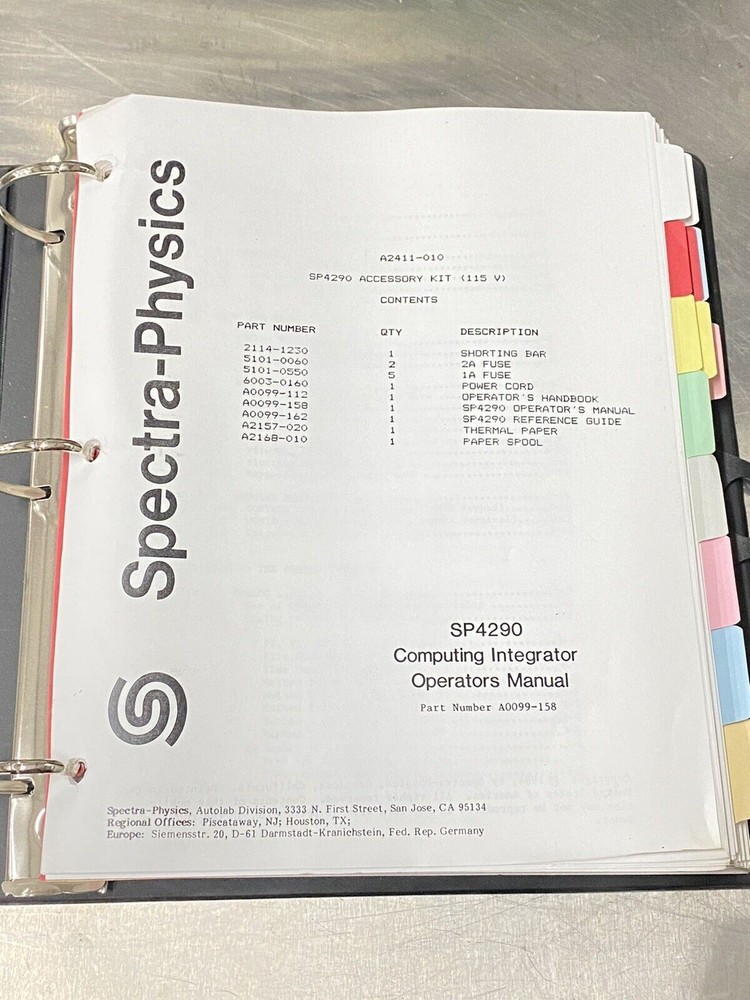 Spectra-Physics
A2411-010
SP4290 ACCESSORY KIT (115 V)
CONTENTS
PART NUMBER QTY DESCRIPTION
2114-1230 1 SHORTING BAR
5101-0060 2 2A FUSE
5101-0550 5 1A FUSE
6003-0160 1 POWER CORD
A0099-112 1 OPERATOR'S HANDBOOK
A0099-158 1 SP4290 OPERATOR'S MANUAL
A0099-162 1 SP4290 REFERENCE GUIDE
A2157-020 1 THERMAL PAPER
A2168-010 1 PAPER SPOOL
SP4290
Computing Integrator
Operators Manual
Part Number A0099-158
Spectra-Physics, Autolab Division, 3333 N. First Street, San Jose, CA 95134
Regional Offices: Piscataway, NJ; Houston, TX;
Europe: Siemensstr. 20, D-61 Darmstadt-Kranichstein, Fed. Rep. Germany